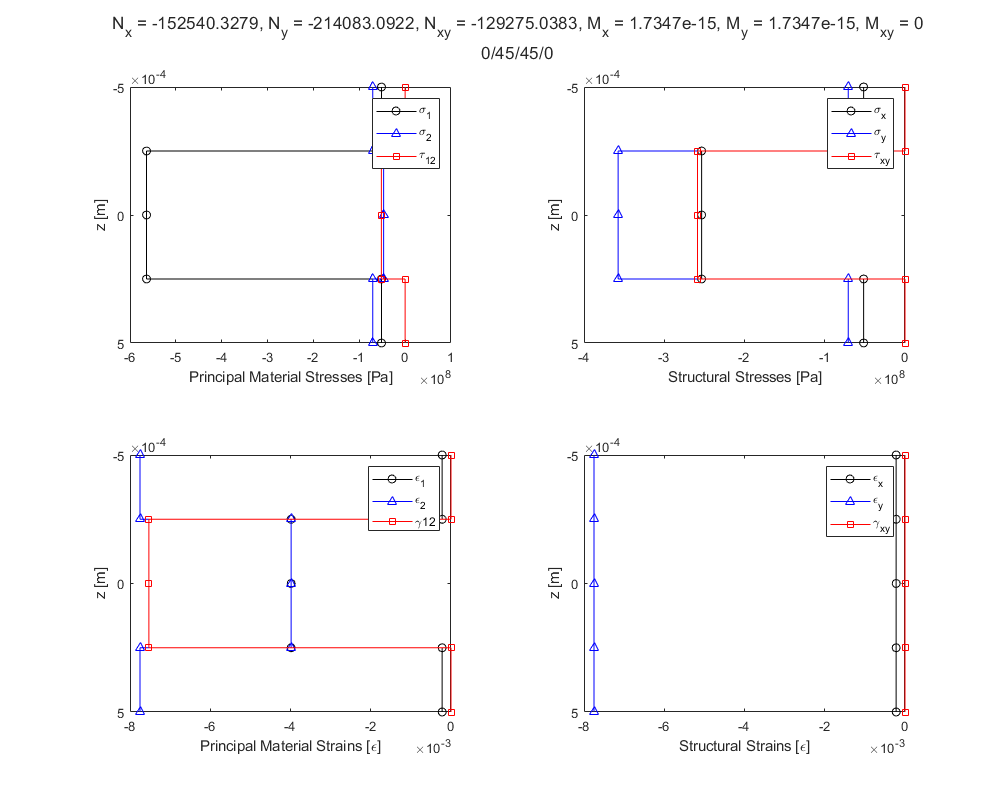 N_x = -152540.3279, N_y = -214083.0922, N_xy = -129275.0383, M_x = 1.7347e-15, M_y = 1.7347e-15, M_xy = 0
0/45/45/0
×10^-4
-5
0
5
z [m]
σ_1
σ_2
τ_12
-6 -5 -4 -3 -2 -1 0 1
Principal Material Stresses [Pa]
×10^8
×10^-4
-5
0
5
z [m]
σ_x
σ_y
τ_xy
-4 -3 -2 -1 0
Structural Stresses [Pa]
×10^8
×10^-4
-5
0
5
z [m]
ϵ_1
ϵ_2
γ12
-8 -6 -4 -2 0
Principal Material Strains [ϵ]
×10^-3
×10^-4
-5
0
5
z [m]
ϵ_x
ϵ_y
γ_xy
-8 -6 -4 -2 0
Structural Strains [ϵ]
×10^-3